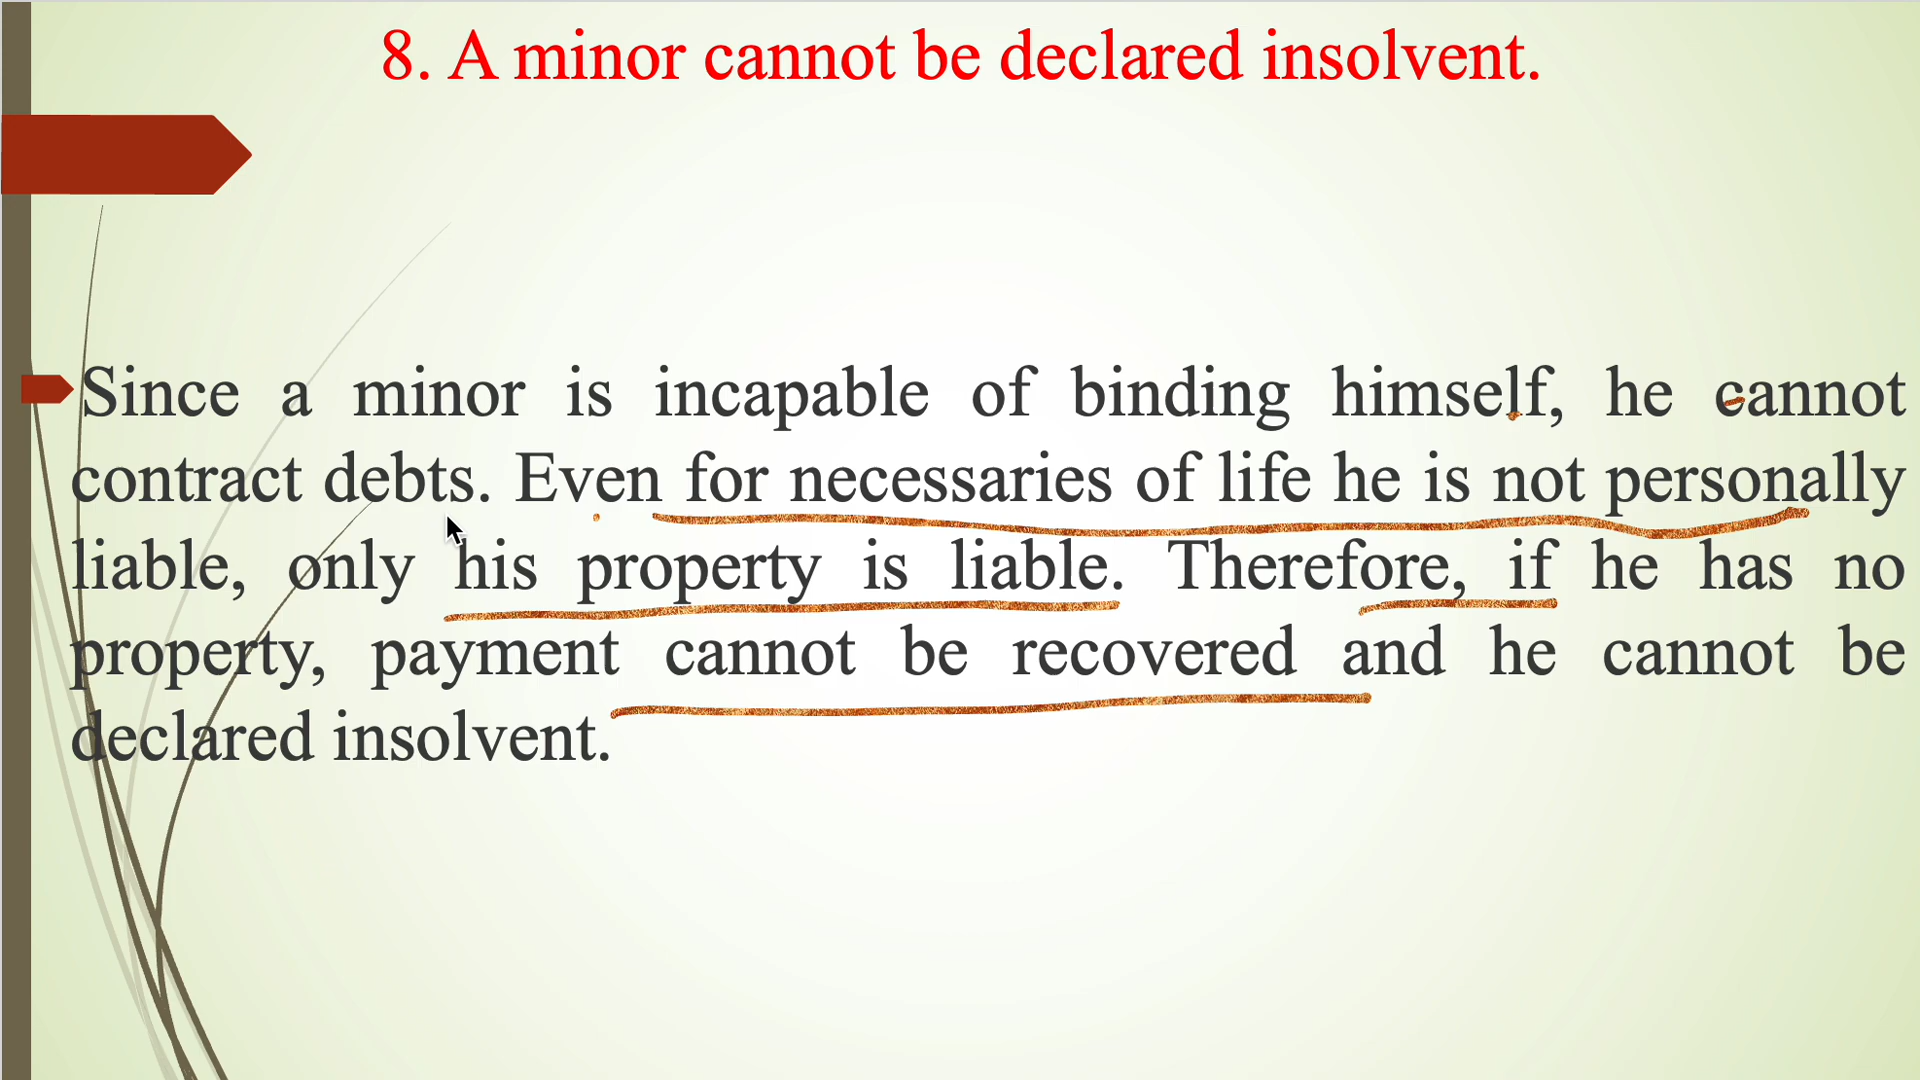 8. A minor cannot be declared insolvent.
Since a minor is incapable of binding himself, he cannot
contract debts. Even for necessaries of life he is not personally
liable, only his property is liable. Therefore, if he has no
property, payment cannot be recovered and he cannot be
declared insolvent.